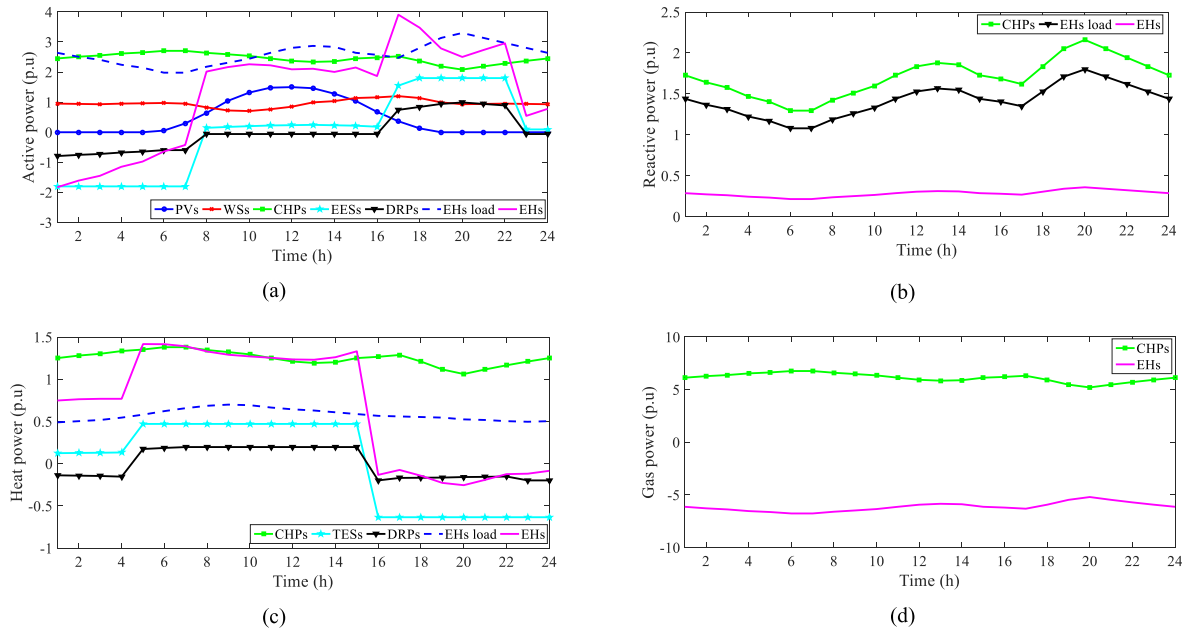 4
3
2
1
0
-1
-2
-3
Active power (p.u)
PVs WSs CHPs EESs DRPs EHs load EHs
2 4 6 8 10 12 14 16 18 20 22 24
Time (h)
(a)
2.5
2
1.5
1
0.5
0
Reactive power (p.u)
CHPs EHs load EHs
2 4 6 8 10 12 14 16 18 20 22 24
Time (h)
(b)
1.5
1
0.5
0
-0.5
-1
Heat power (p.u)
CHPs TESs DRPs EHs load EHs
2 4 6 8 10 12 14 16 18 20 22 24
Time (h)
(c)
10
5
0
-5
-10
Gas power (p.u)
CHPs
EHs
2 4 6 8 10 12 14 16 18 20 22 24
Time (h)
(d)